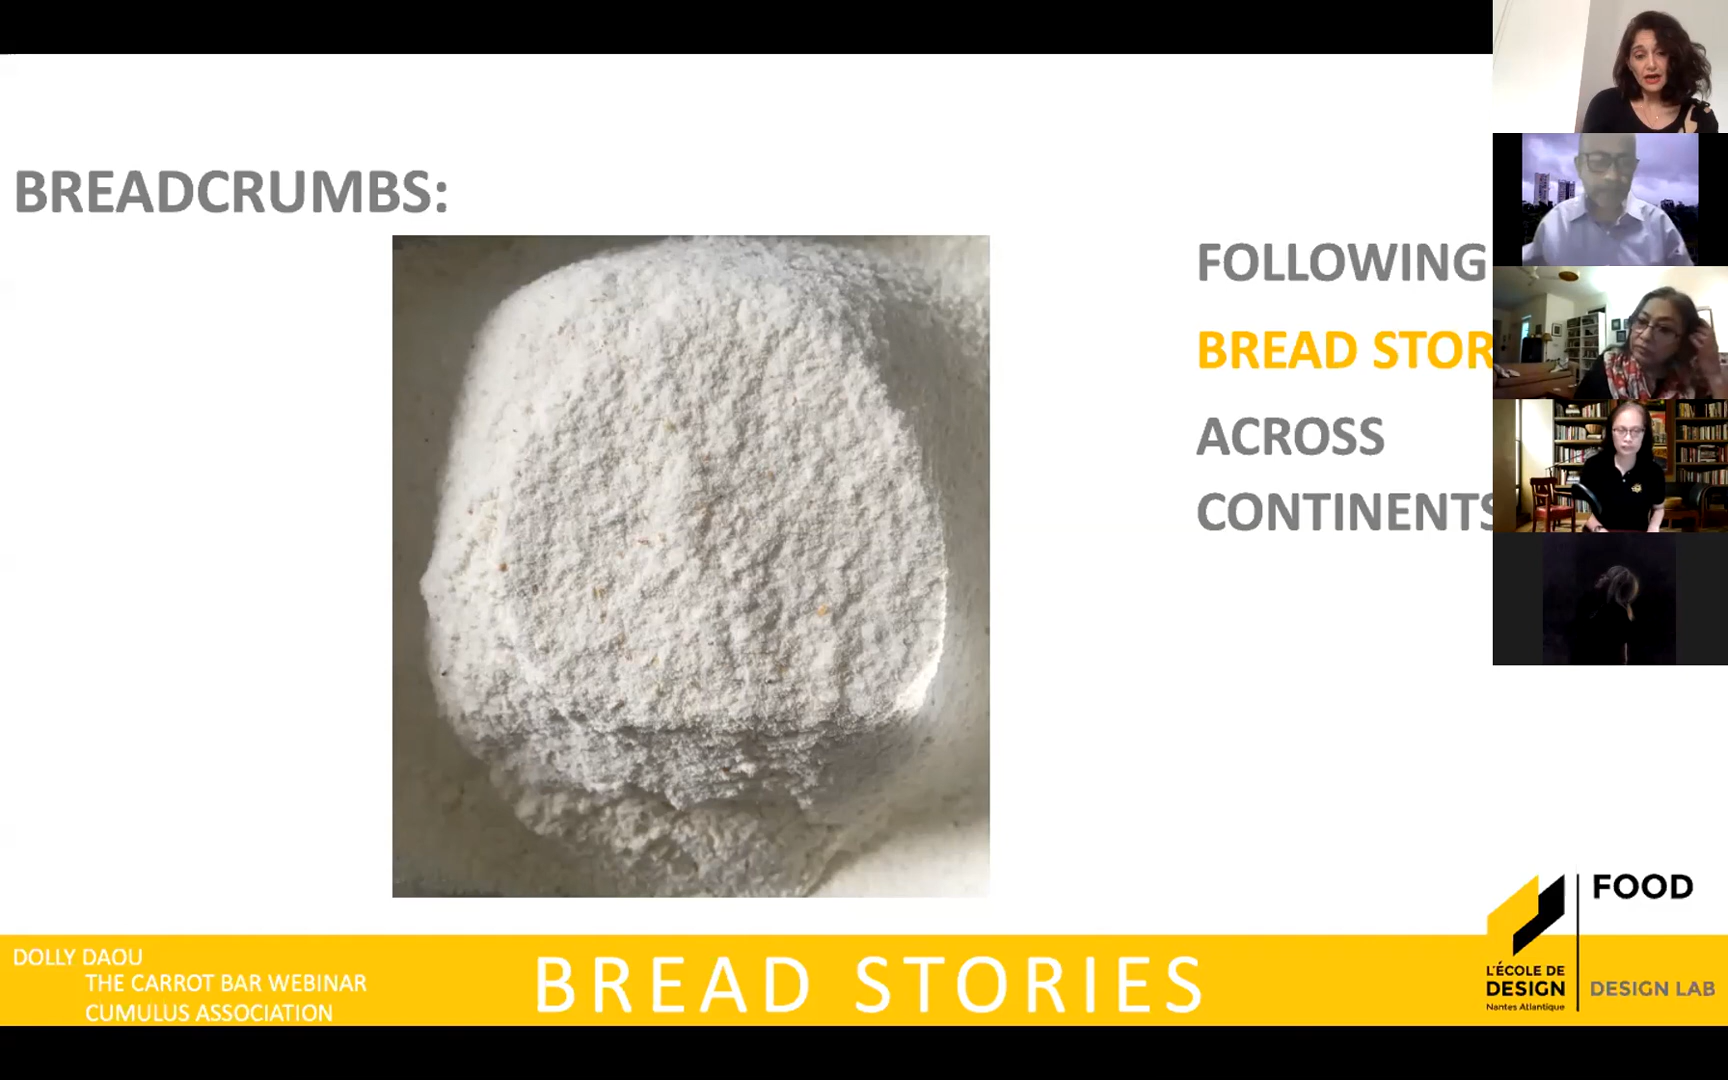 BREADCRUMBS:
FOLLOWING
BREAD STOR
ACROSS
CONTINENTS
DOLLY DAOU
THE CARROT BAR WEBINAR
CUMULUS ASSOCIATION
BREAD STORIES
L'ÉCOLE DE
DESIGN
Nantes Atlantique
FOOD
DESIGN LAB